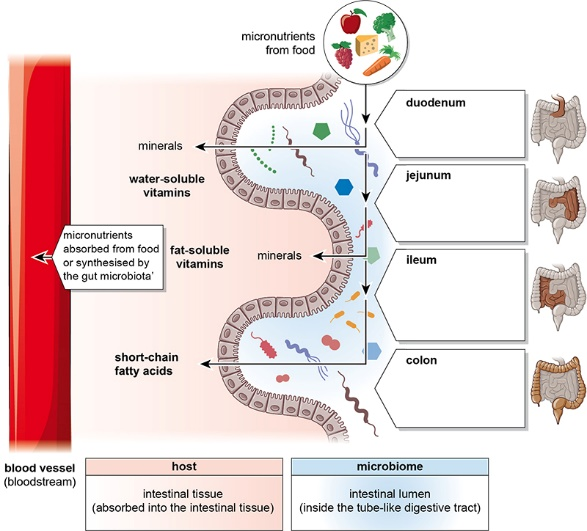 micronutrients
from food
duodenum
minerals
jejunum
water-soluble
vitamins
micronutrients
absorbed from food
or synthesised by
the gut microbiota’
fat-soluble
vitamins
minerals
ileum
short-chain
fatty acids
colon
blood vessel
(bloodstream)
host
intestinal tissue
(absorbed into the intestinal tissue)
microbiome
intestinal lumen
(inside the tube-like digestive tract)